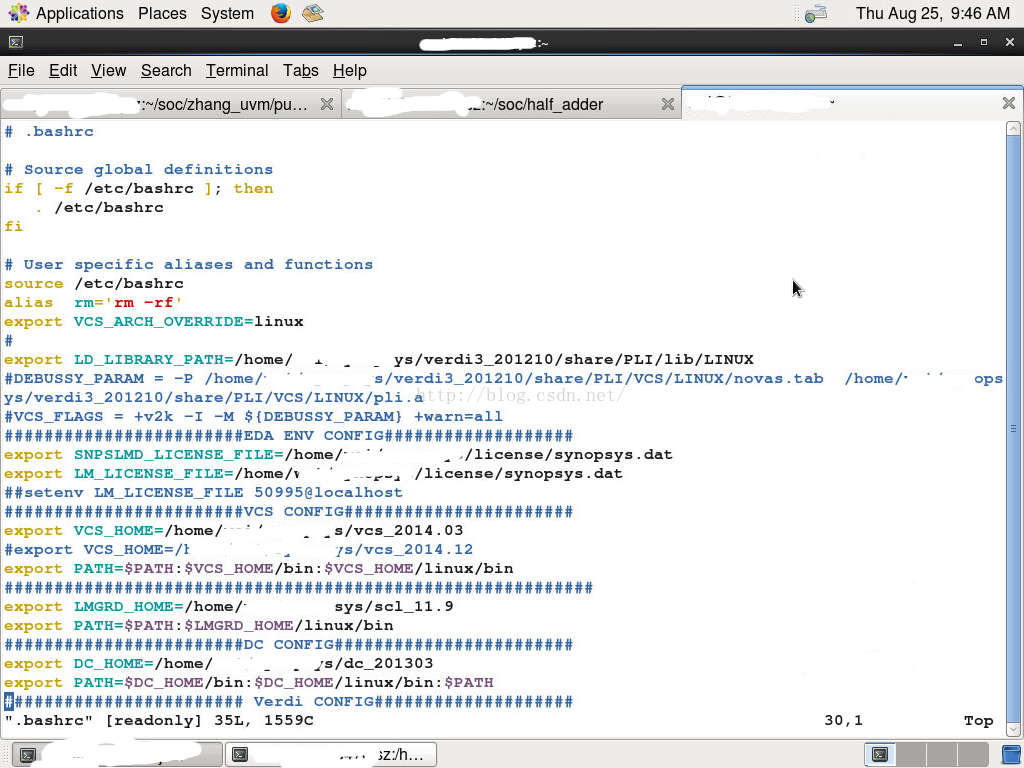 Applications Places System Thu Aug 25, 9:46 AM
:~
File Edit View Search Terminal Tabs Help
:~/soc/zhang_uvm/pu... z:~/soc/half_adder
# .bashrc
# Source global definitions
if [ -f /etc/bashrc ]; then
. /etc/bashrc
fi
# User specific aliases and functions
source /etc/bashrc
alias rm='rm -rf'
export VCS_ARCH_OVERRIDE=linux
#
export LD_LIBRARY_PATH=/home/ ys/verdi3_201210/share/PLI/lib/LINUX
#DEBUSSY_PARAM = -P /home/ s/verdi3_201210/share/PLI/VCS/LINUX/novas.tab /home/ ops
ys/verdi3_201210/share/PLI/VCS/LINUX/pli.a
http://blog.csdn.net/
#VCS_FLAGS = +v2k -I -M ${DEBUSSY_PARAM} +warn=all
########################EDA ENV CONFIG###################
export SNPSLMD_LICENSE_FILE=/home/ /license/synopsys.dat
export LM_LICENSE_FILE=/home/ /license/synopsys.dat
##setenv LM_LICENSE_FILE 50995@localhost
########################VCS CONFIG#######################
export VCS_HOME=/home/ s/vcs_2014.03
#export VCS_HOME=/h ys/vcs_2014.12
export PATH=$PATH:$VCS_HOME/bin:$VCS_HOME/linux/bin
###########################################################
export LMGRD_HOME=/home/ sys/scl_11.9
export PATH=$PATH:$LMGRD_HOME/linux/bin
########################DC CONFIG########################
export DC_HOME=/home/ ys/dc_201303
export PATH=$DC_HOME/bin:$DC_HOME/linux/bin:$PATH
######################## Verdi CONFIG####################
".bashrc" [readonly] 35L, 1559C 30,1 Top
sz:/h...